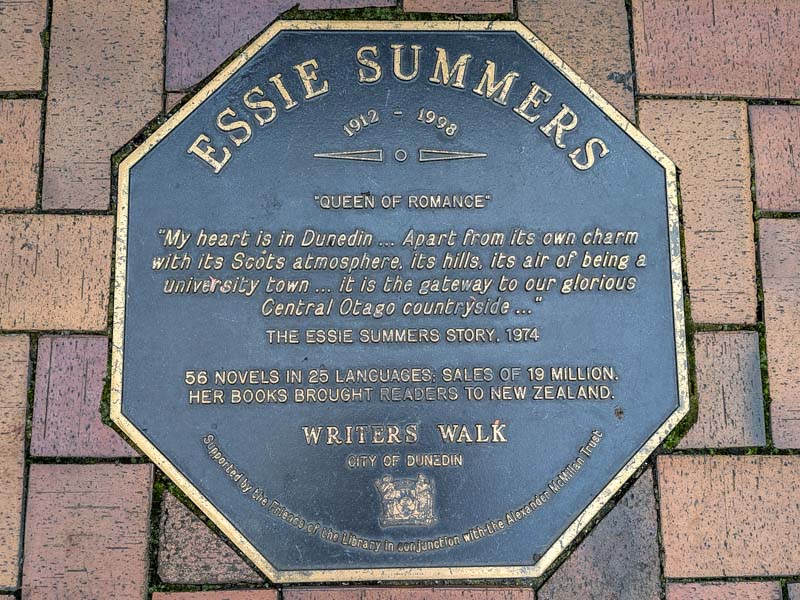 ESSIE SUMMERS
1912 - 1998
"QUEEN OF ROMANCE"
"My heart is in Dunedin ... Apart from its own charm
with its Scots atmosphere, its hills, its air of being a
university town ... it is the gateway to our glorious
Central Otago countryside ..."
THE ESSIE SUMMERS STORY, 1974
56 NOVELS IN 25 LANGUAGES; SALES OF 19 MILLION.
HER BOOKS BROUGHT READERS TO NEW ZEALAND.
WRITERS WALK
CITY OF DUNEDIN
Supported by the Friends of the Library in conjunction with the Alexander McMillan Trust